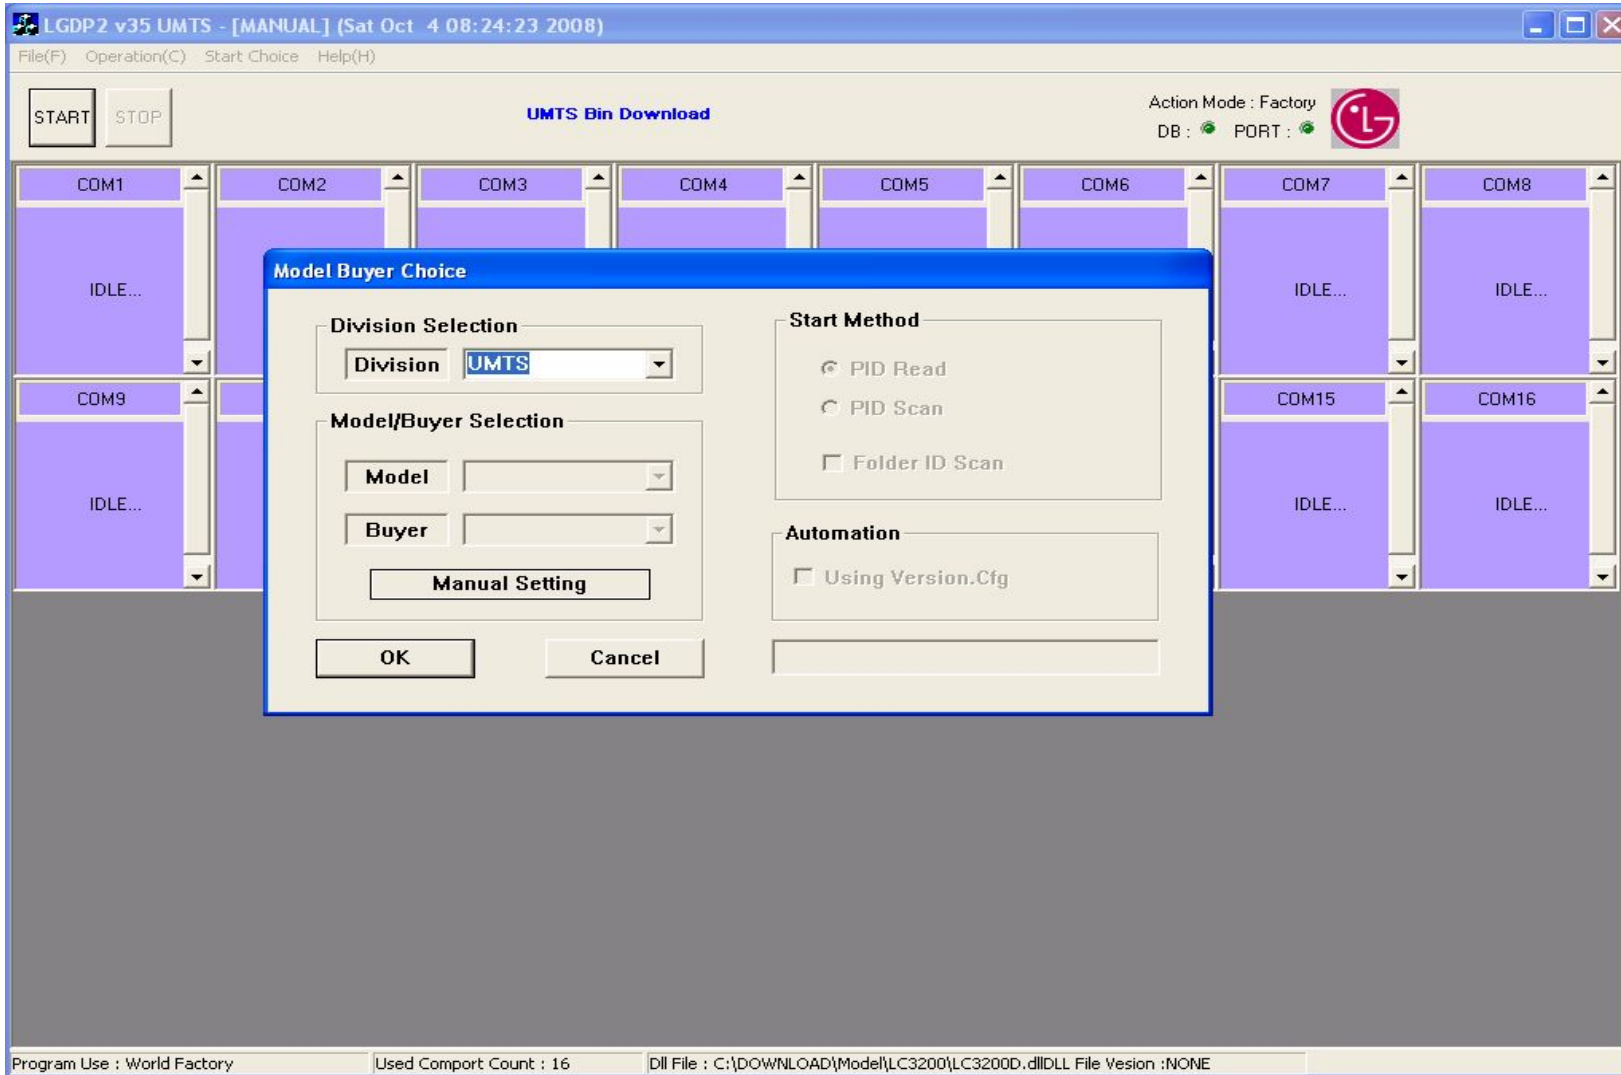 LGDP2 v35 UMTS - [MANUAL] (Sat Oct 4 08:24:23 2008)
File(F) Operation(C) Start Choice Help(H)
START STOP
UMTS Bin Download
Action Mode : Factory
DB : PORT :
LG
COM1 COM2 COM3 COM4 COM5 COM6 COM7 COM8
IDLE... IDLE... IDLE...
COM9 COM15 COM16
IDLE... IDLE... IDLE...
Model Buyer Choice
Division Selection
Division UMTS
Model/Buyer Selection
Model
Buyer
Manual Setting
OK Cancel
Start Method
PID Read
PID Scan
Folder ID Scan
Automation
Using Version.Cfg
Program Use : World Factory Used Comport Count : 16 Dll File : C:\DOWNLOAD\Model\LC3200\LC3200D.dllDLL File Vesion :NONE